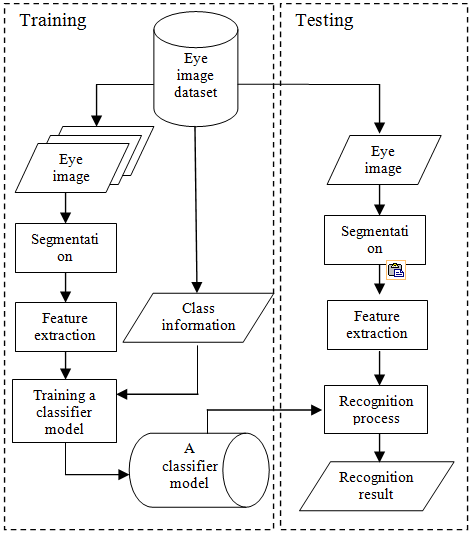 Training
Testing
Eye
image
dataset
Eye
image
Segmentati
on
Feature
extraction
Class
information
Training a
classifier
model
A
classifier
model
Eye
image
Segmentati
on
Feature
extraction
Recognition
process
Recognition
result